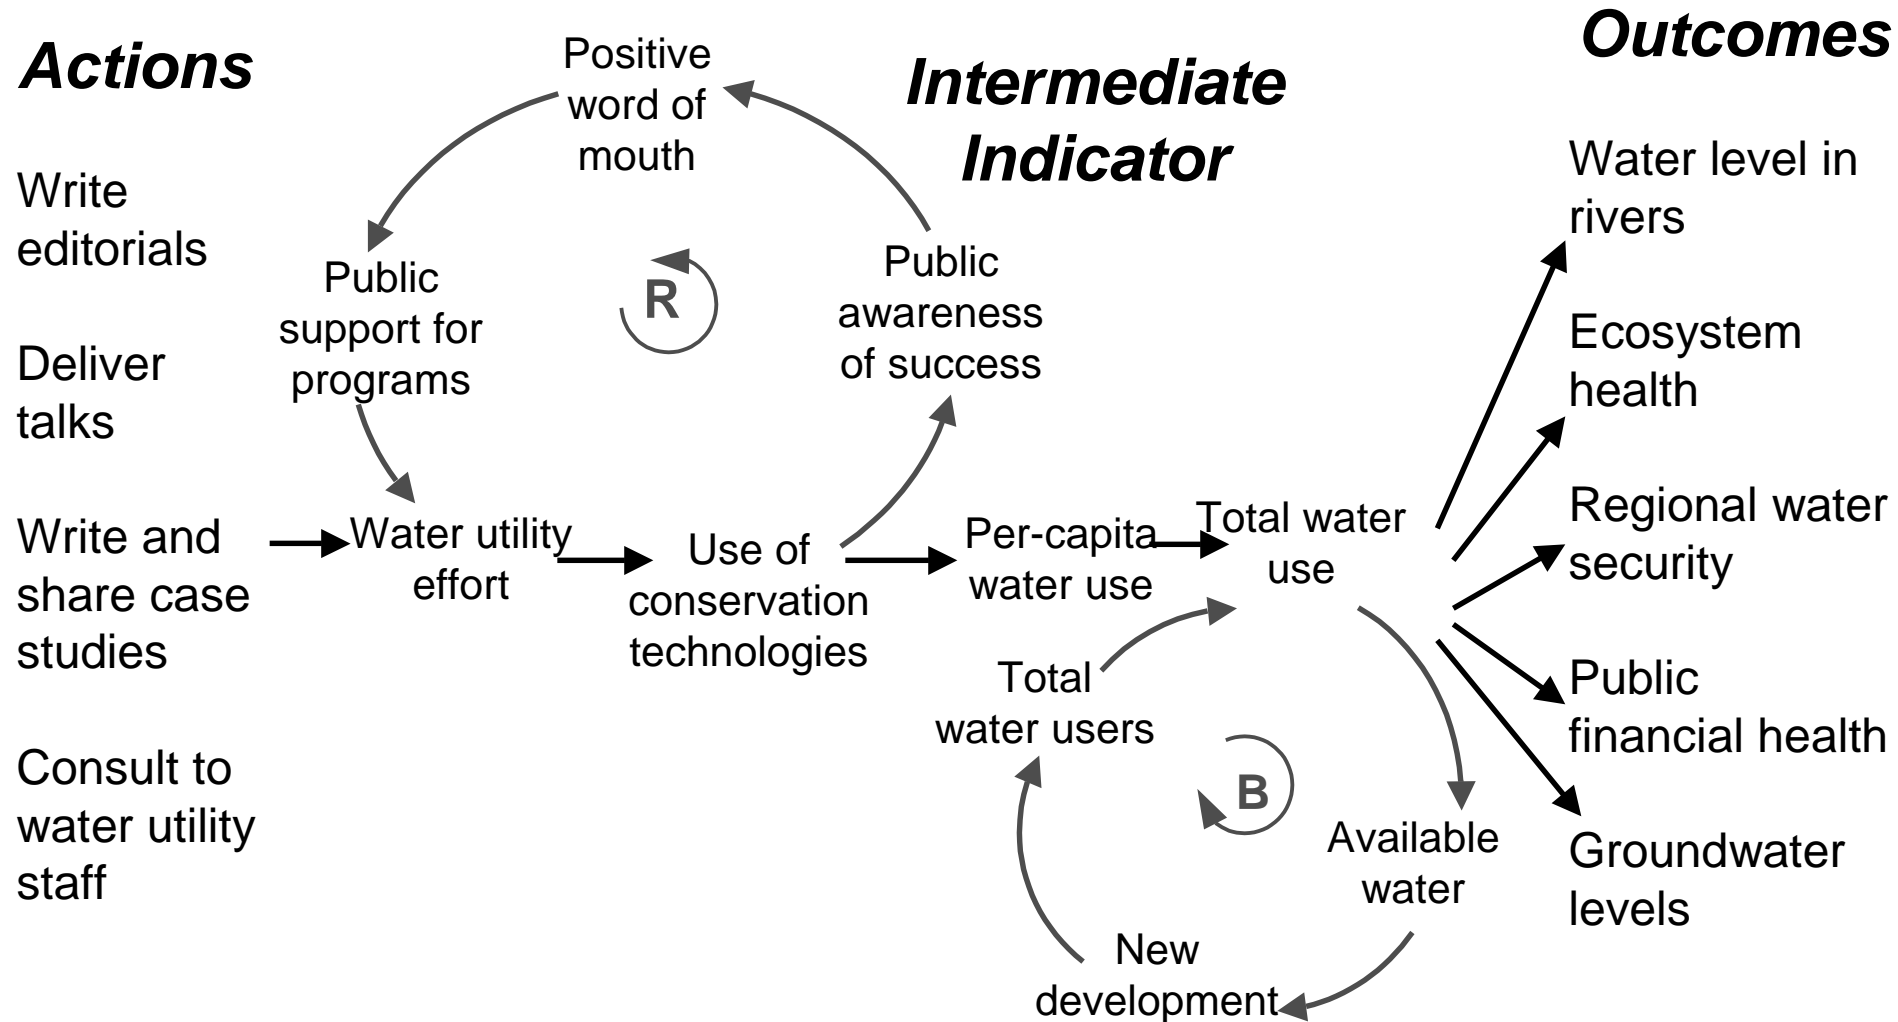 Actions
Write
editorials
Deliver
talks
Write and
share case
studies
Consult to
water utility
staff
Positive
word of
mouth
Public
support for
programs
R
Public
awareness
of success
Water utility
effort
Use of
conservation
technologies
Intermediate
Indicator
Per-capita
water use
Total water
use
Total
water users
B
Available
water
New
development
Outcomes
Water level in
rivers
Ecosystem
health
Regional water
security
Public
financial health
Groundwater
levels